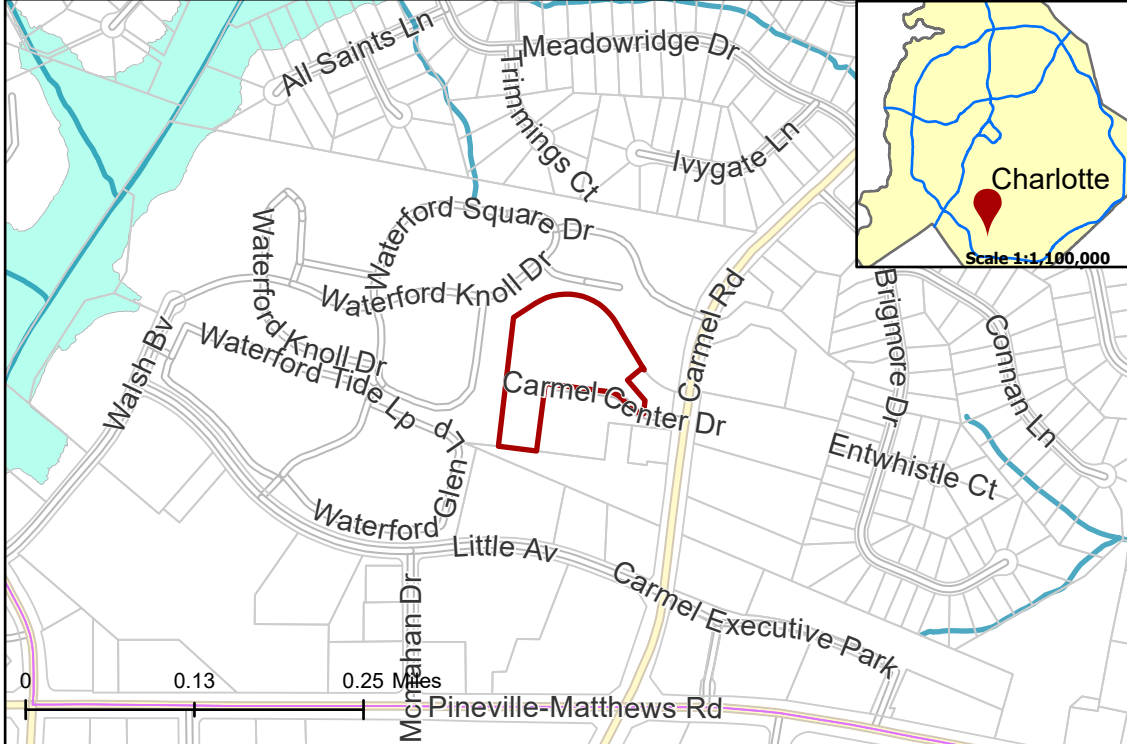 All Saints Ln
Meadowridge Dr
Trimmings Ct
Ivygate Ln
Charlotte
Scale 1:1,100,000
Waterford Square Dr
Waterford Knoll Dr
Waterford Knoll Dr
Waterford Tide Lp
Walsh Bv
Carmel Rd
Carmel Center Dr
Brigmore Dr
Connan Ln
Entwhistle Ct
Waterford Glen Lp
Little Av
Carmel Executive Park
Mcmahan Dr
0 0.13 0.25 Miles
Pineville-Matthews Rd